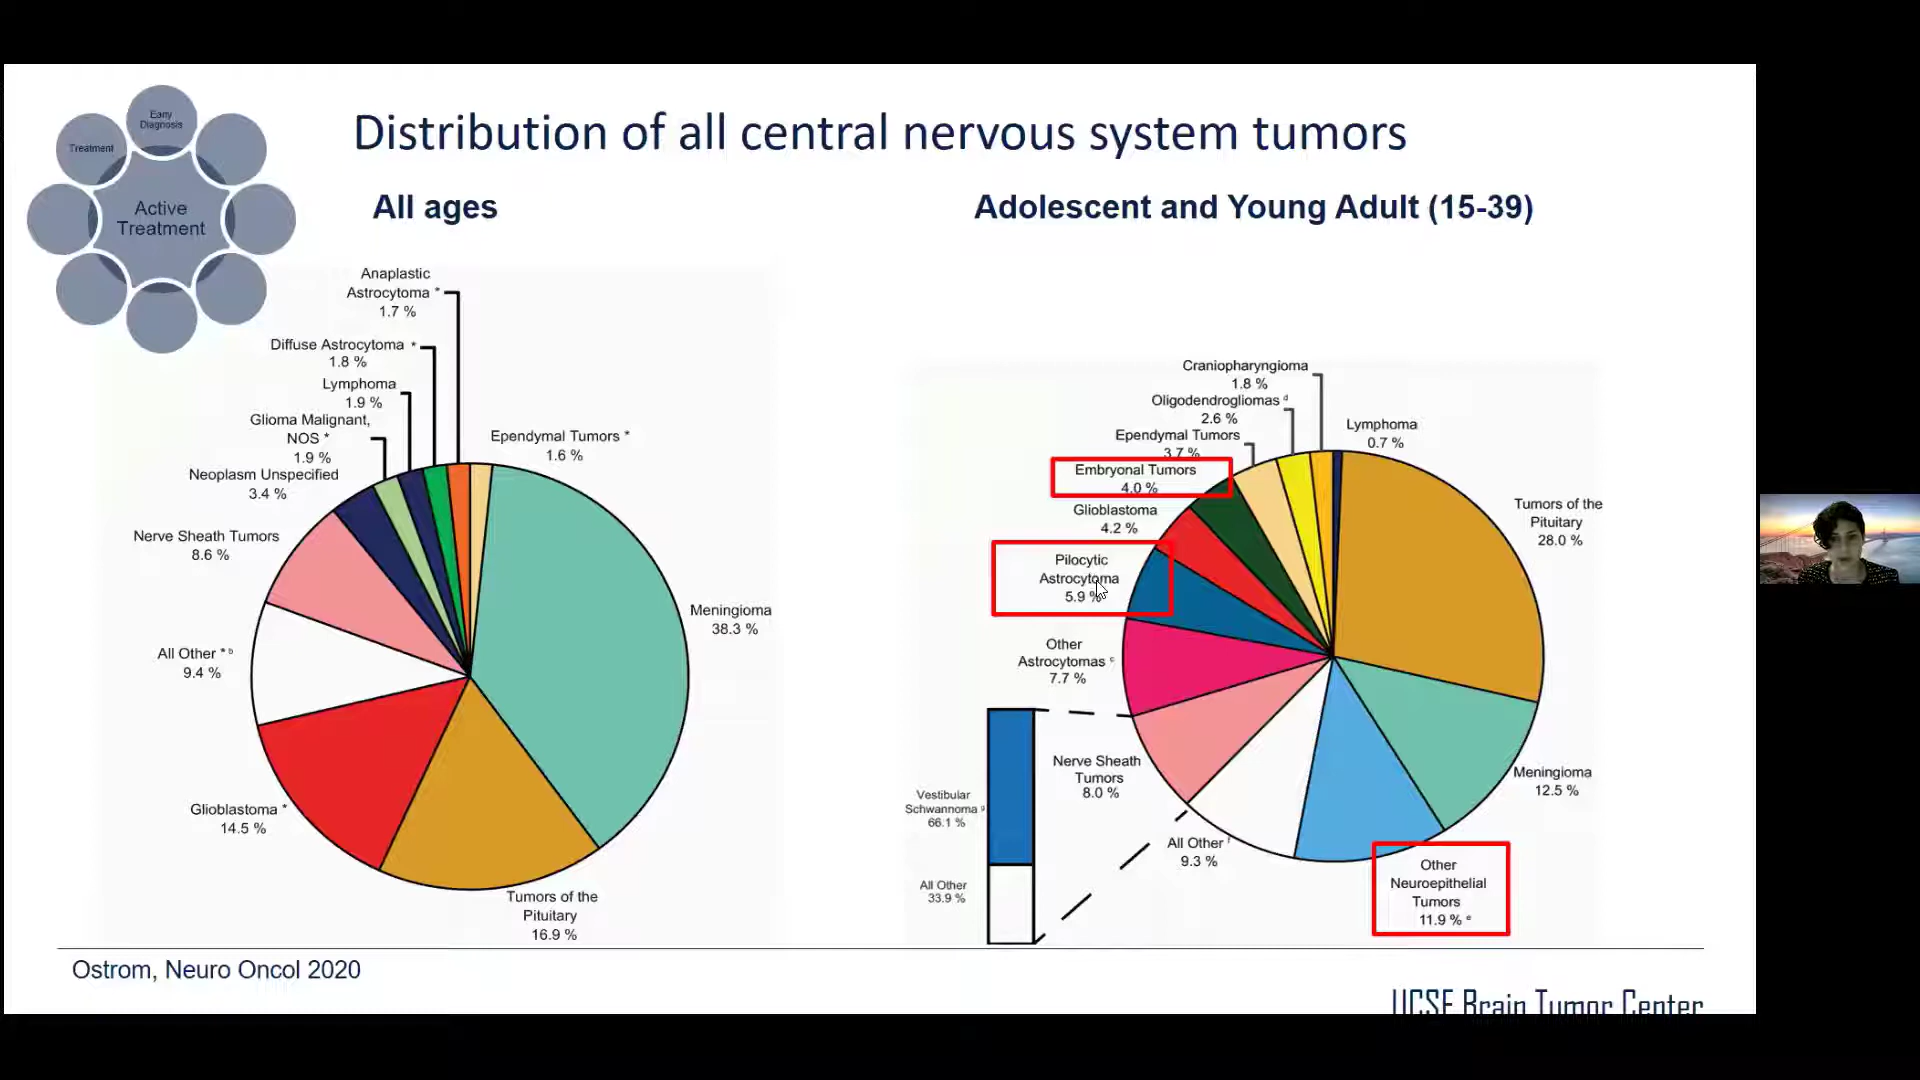 Early
Diagnosis
Treatment
Active
Treatment
Distribution of all central nervous system tumors
All ages
Anaplastic
Astrocytoma *
1.7 %
Diffuse Astrocytoma *
1.8 %
Lymphoma
1.9 %
Glioma Malignant,
NOS *
1.9 %
Neoplasm Unspecified
3.4 %
Nerve Sheath Tumors
8.6 %
All Other * b
9.4 %
Glioblastoma *
14.5 %
Tumors of the
Pituitary
16.9 %
Meningioma
38.3 %
Ependymal Tumors *
1.6 %
Adolescent and Young Adult (15-39)
Craniopharyngioma
1.8 %
Oligodendrogliomas d
2.6 %
Ependymal Tumors
3.7 %
Embryonal Tumors
4.0 %
Glioblastoma
4.2 %
Pilocytic
Astrocytoma
5.9 %
Other
Astrocytomas c
7.7 %
Nerve Sheath
Tumors
8.0 %
Vestibular
Schwannoma g
66.1 %
All Other
33.9 %
All Other f
9.3 %
Other
Neuroepithelial
Tumors
11.9 % e
Meningioma
12.5 %
Tumors of the
Pituitary
28.0 %
Lymphoma
0.7 %
Ostrom, Neuro Oncol 2020
UCSF Brain Tumor Center